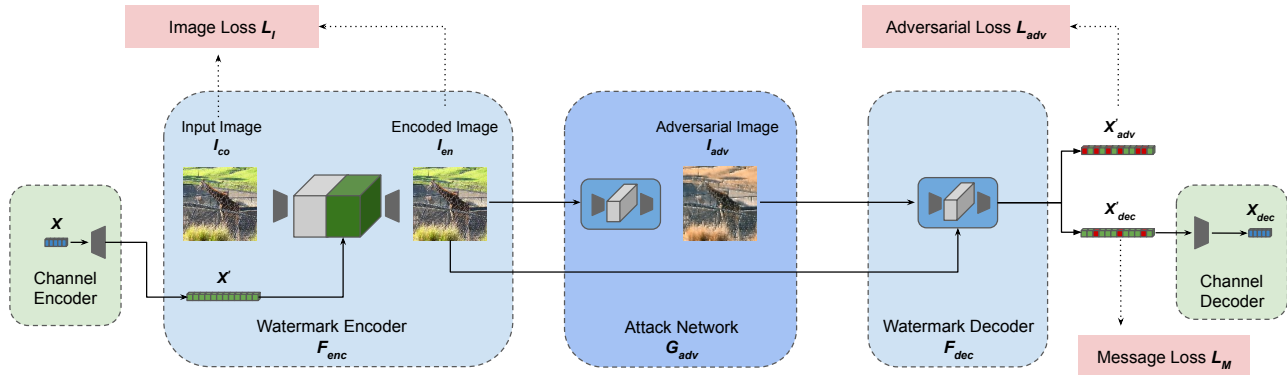 Image Loss L_I
Adversarial Loss L_adv
Input Image
I_co
Encoded Image
I_en
Adversarial Image
I_adv
X'_adv
X
Channel
Encoder
X'
X'_dec
X_dec
Channel
Decoder
Watermark Encoder
F_enc
Attack Network
G_adv
Watermark Decoder
F_dec
Message Loss L_M